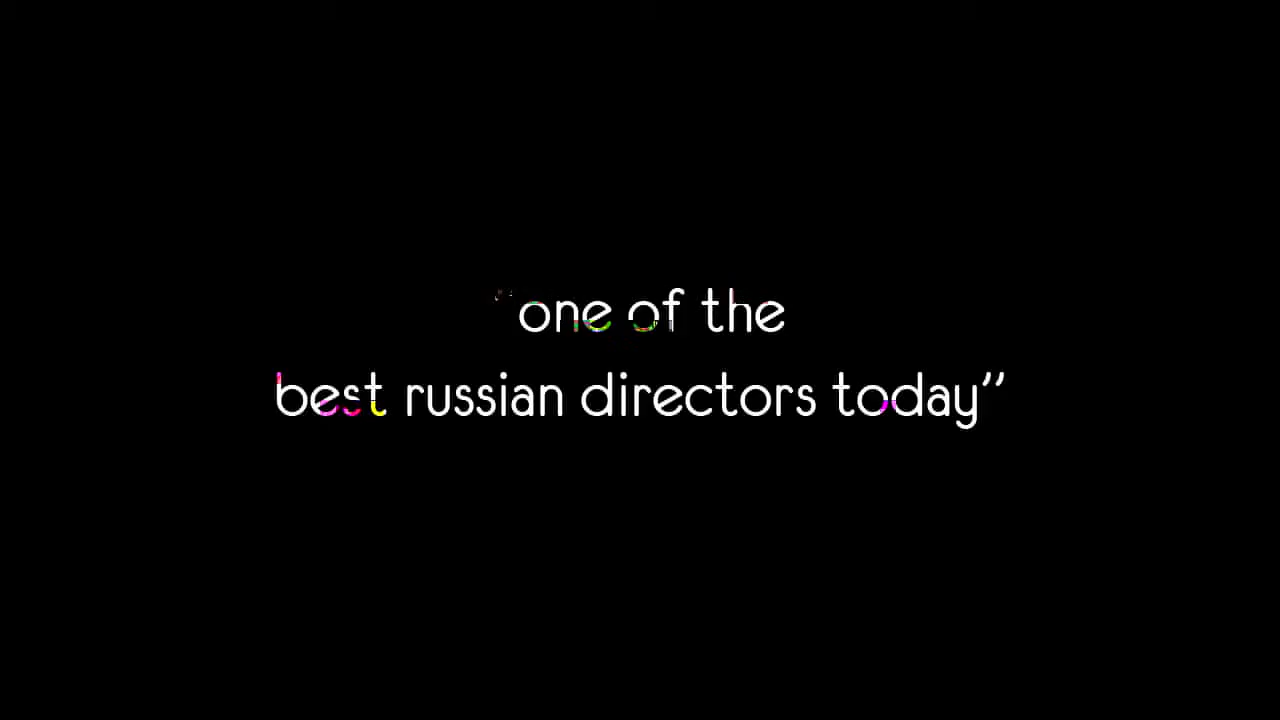 “one of the
best russian directors today”